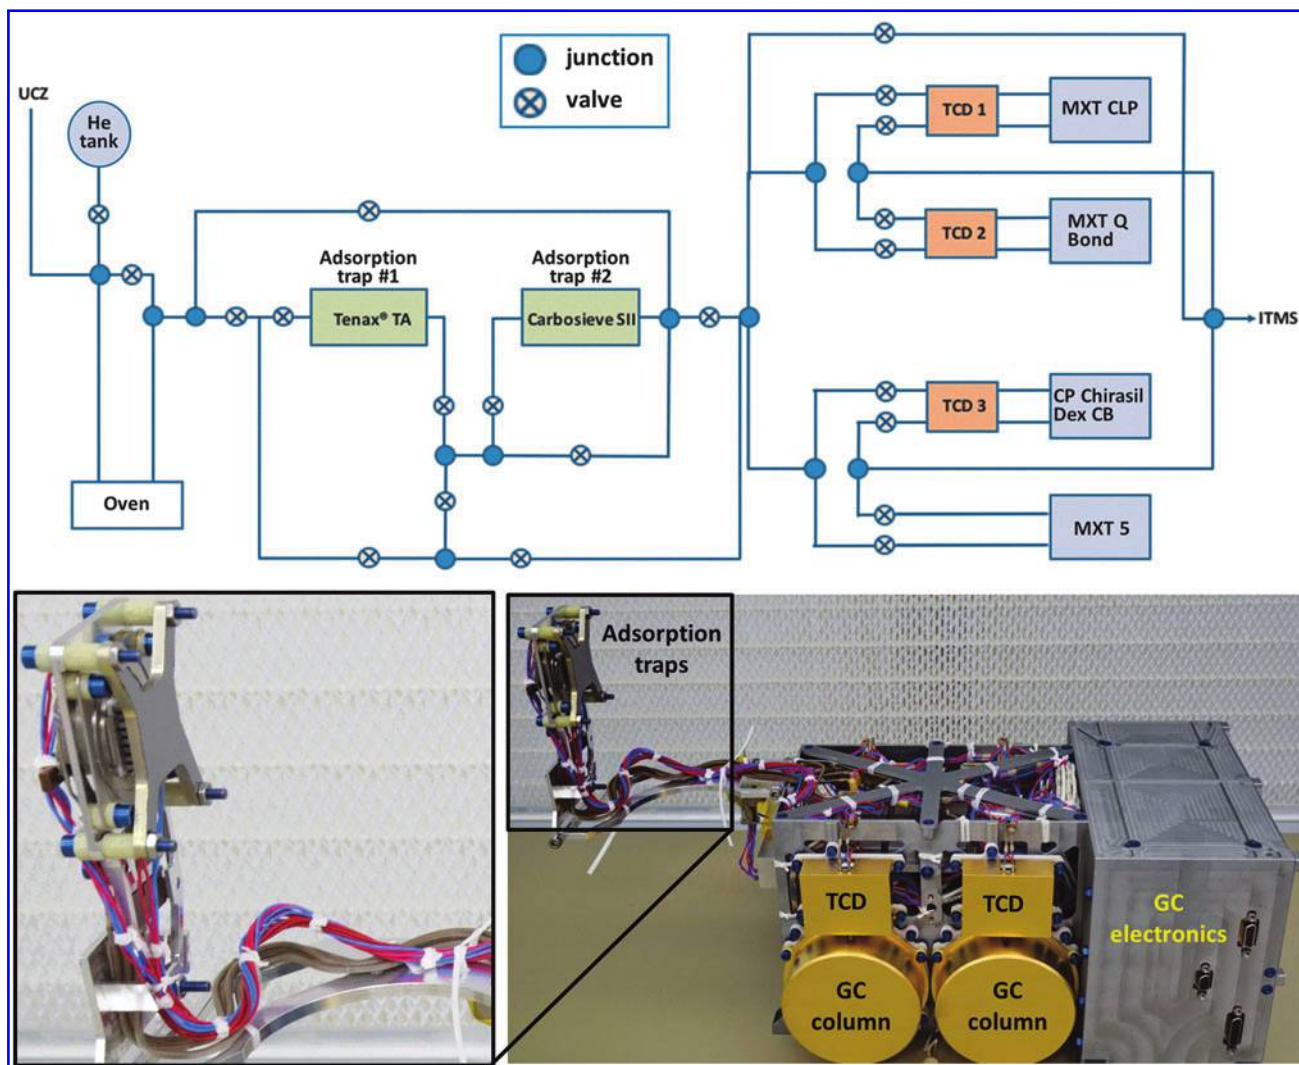 junction
valve
UCZ
He
tank
Adsorption
trap #1
Tenax® TA
Adsorption
trap #2
Carbosieve SII
Oven
TCD 1
MXT CLP
TCD 2
MXT Q
Bond
ITMS
TCD 3
CP Chirasil
Dex CB
MXT 5
Adsorption
traps
TCD
TCD
GC
electronics
GC
column
GC
column